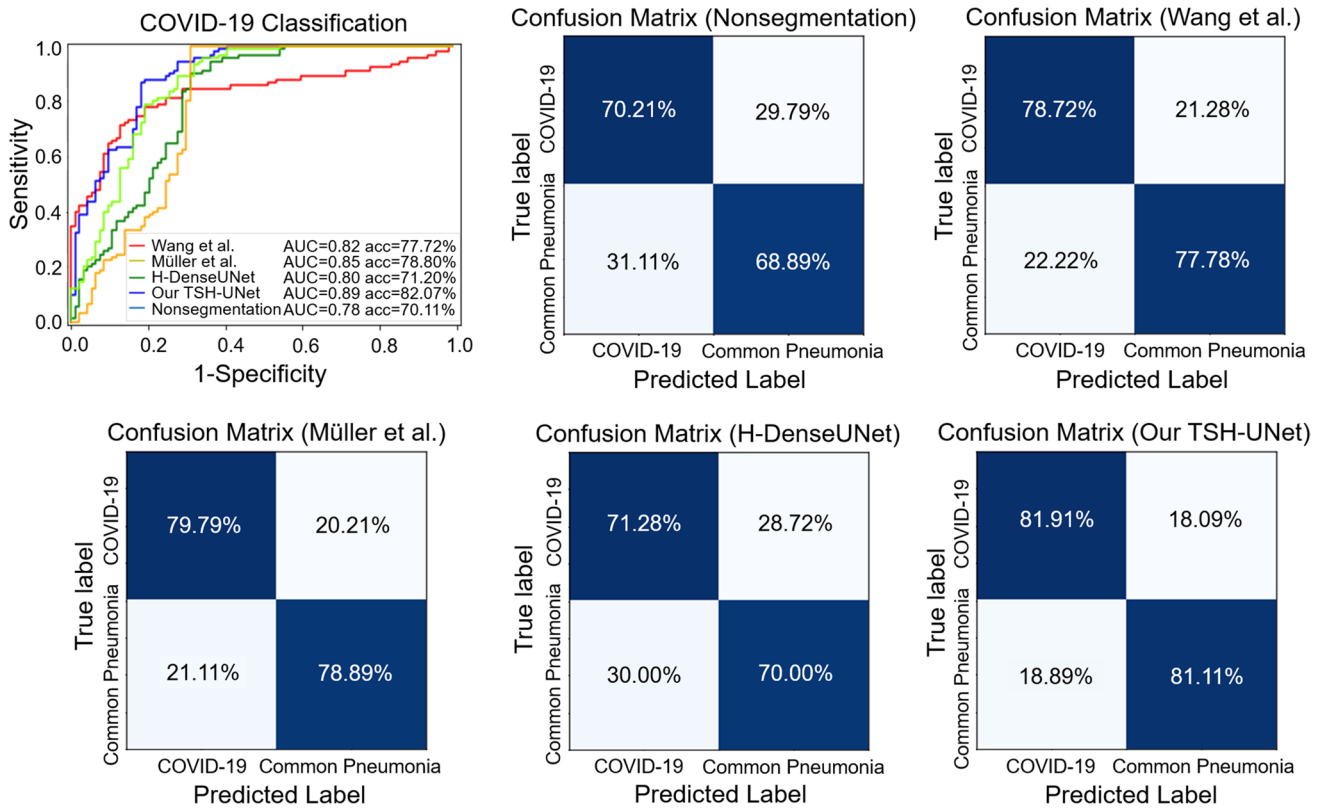 COVID-19 Classification
1.0
0.8
0.6
0.4
0.2
0.0
Sensitivity
Wang et al. AUC=0.82 acc=77.72%
Müller et al. AUC=0.85 acc=78.80%
H-DenseUNet AUC=0.80 acc=71.20%
Our TSH-UNet AUC=0.89 acc=82.07%
Nonsegmentation AUC=0.78 acc=70.11%
0.0 0.2 0.4 0.6 0.8 1.0
1-Specificity
Confusion Matrix (Nonsegmentation)
True label
COVID-19
Common Pneumonia
70.21% 29.79%
31.11% 68.89%
COVID-19 Common Pneumonia
Predicted Label
Confusion Matrix (Wang et al.)
True label
COVID-19
Common Pneumonia
78.72% 21.28%
22.22% 77.78%
COVID-19 Common Pneumonia
Predicted Label
Confusion Matrix (Müller et al.)
True label
COVID-19
Common Pneumonia
79.79% 20.21%
21.11% 78.89%
COVID-19 Common Pneumonia
Predicted Label
Confusion Matrix (H-DenseUNet)
True label
COVID-19
Common Pneumonia
71.28% 28.72%
30.00% 70.00%
COVID-19 Common Pneumonia
Predicted Label
Confusion Matrix (Our TSH-UNet)
True label
COVID-19
Common Pneumonia
81.91% 18.09%
18.89% 81.11%
COVID-19 Common Pneumonia
Predicted Label